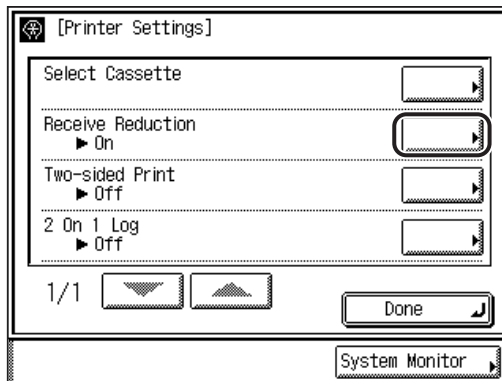 [Printer Settings]
Select Cassette
Receive Reduction
► On
Two-sided Print
► Off
2 On 1 Log
► Off
1/1
Done
System Monitor